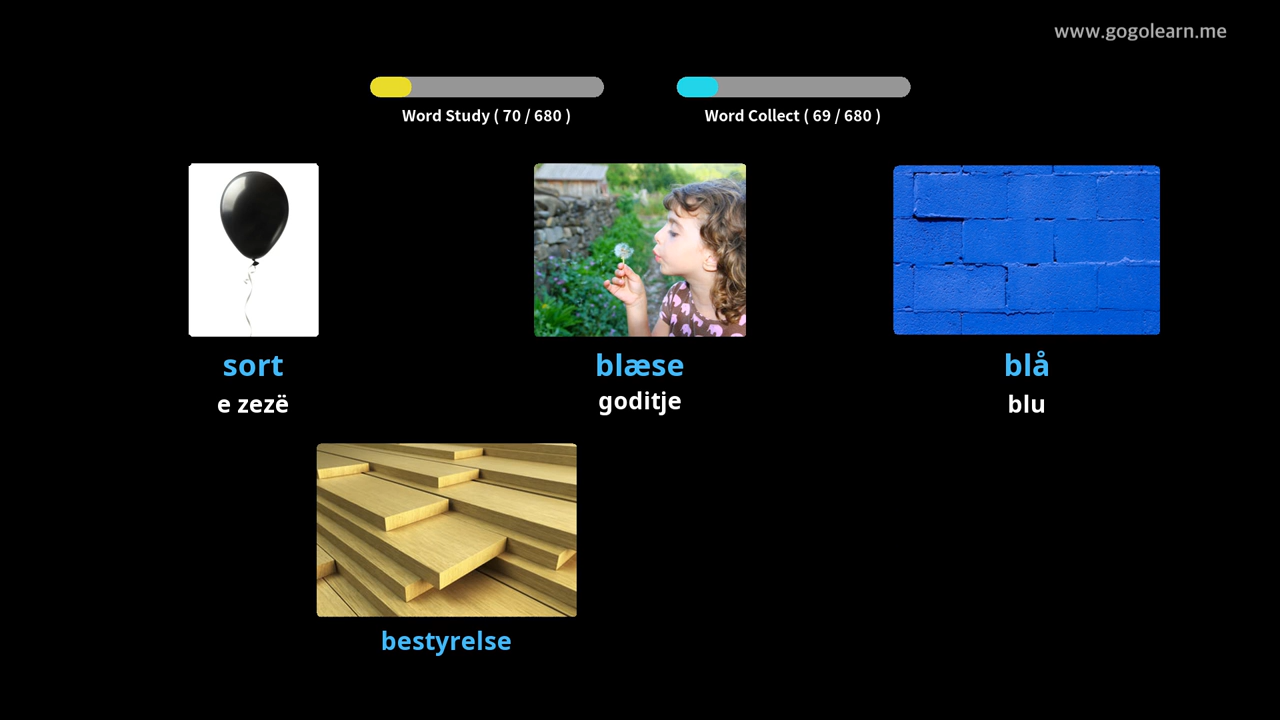 www.gogolearn.me
Word Study ( 70 / 680 )
Word Collect ( 69 / 680 )
sort
blæse
blå
e zezë
goditje
blu
bestyrelse